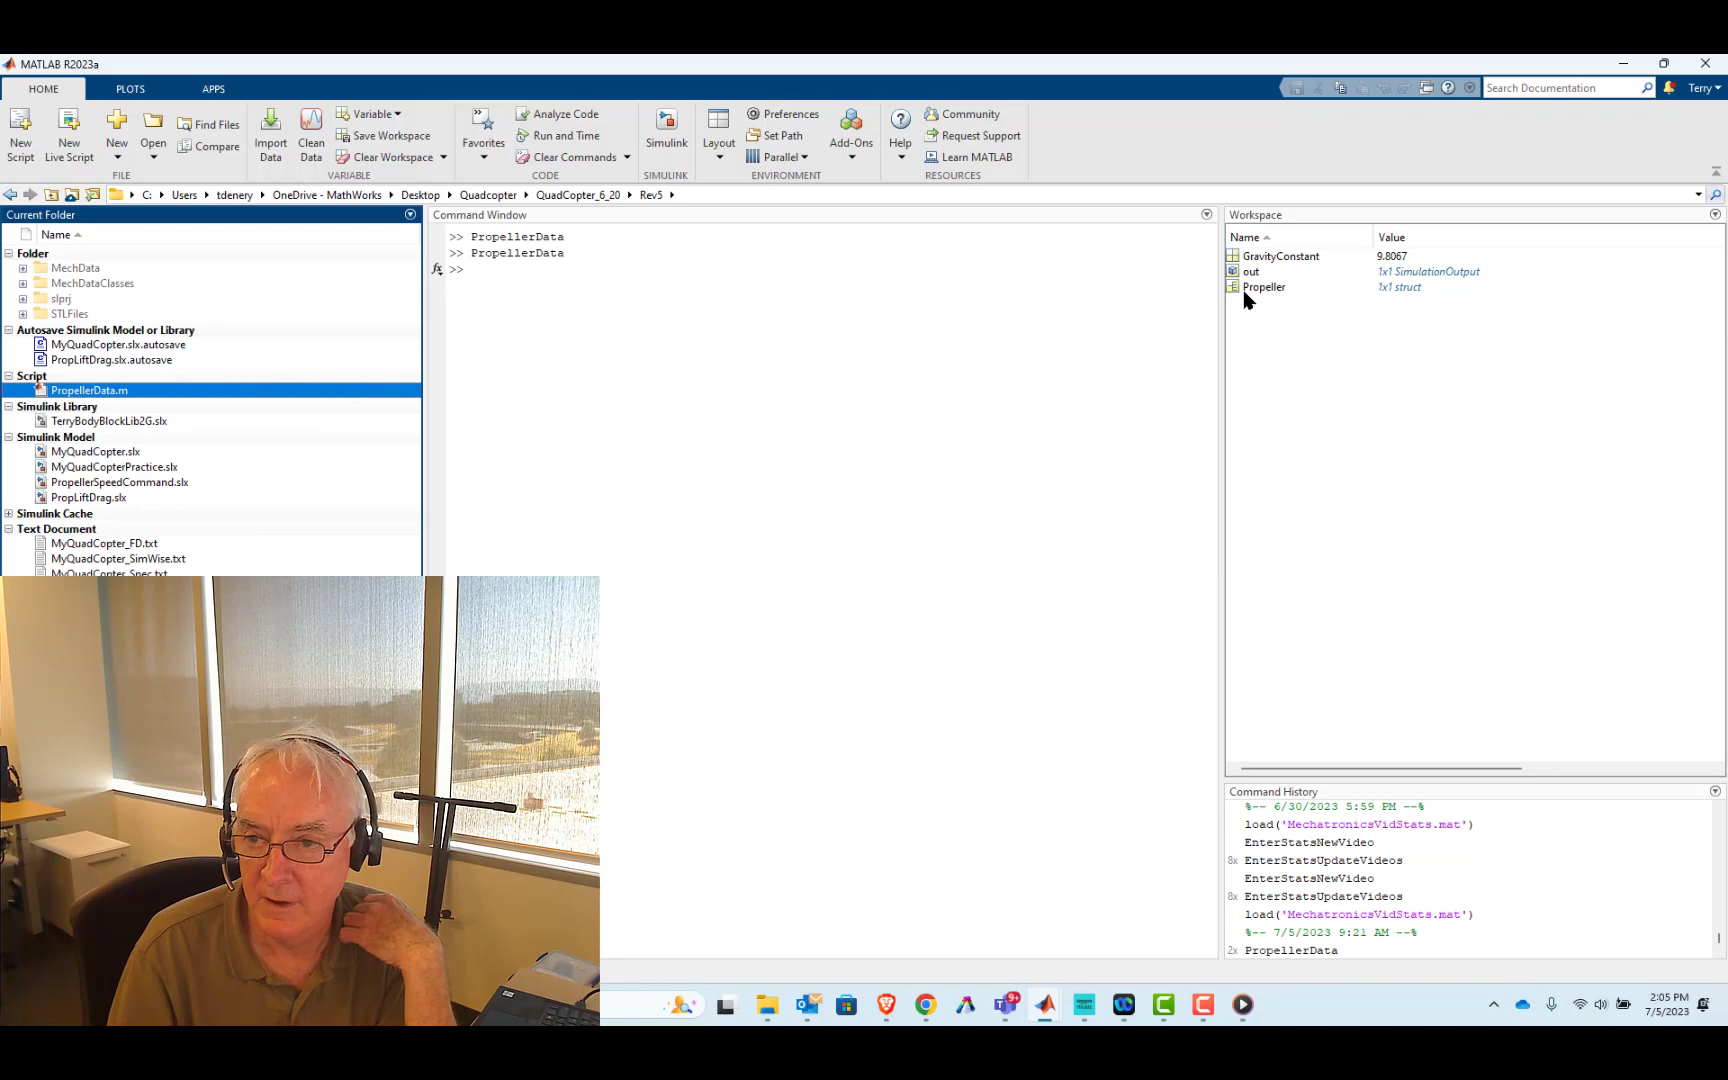 MATLAB R2023a
HOME
PLOTS
APPS
Search Documentation
Terry
New Script
New Live Script
New
Open
Find Files
Compare
FILE
Import Data
Clean Data
Variable
Save Workspace
Clear Workspace
VARIABLE
Favorites
Analyze Code
Run and Time
Clear Commands
CODE
Simulink
SIMULINK
Layout
Preferences
Set Path
Parallel
Add-Ons
ENVIRONMENT
Help
Community
Request Support
Learn MATLAB
RESOURCES
C: Users tdenery OneDrive - MathWorks Desktop Quadcopter QuadCopter_6_20 Rev5
Current Folder
Name
Folder
MechData
MechDataClasses
slprj
STLFiles
Autosave Simulink Model or Library
MyQuadCopter.slx.autosave
PropLiftDrag.slx.autosave
Script
PropellerData.m
Simulink Library
TerryBodyBlockLib2G.slx
Simulink Model
MyQuadCopter.slx
MyQuadCopterPractice.slx
PropellerSpeedCommand.slx
PropLiftDrag.slx
Simulink Cache
Text Document
MyQuadCopter_FD.txt
MyQuadCopter_SimWise.txt
MyQuadCopter_Spec.txt
Command Window
>> PropellerData
>> PropellerData
fx >>
Workspace
Name Value
GravityConstant 9.8067
out 1x1 SimulationOutput
Propeller 1x1 struct
Command History
%-- 6/30/2023 5:59 PM --%
load('MechatronicsVidStats.mat')
EnterStatsNewVideo
8x EnterStatsUpdateVideos
EnterStatsNewVideo
8x EnterStatsUpdateVideos
load('MechatronicsVidStats.mat')
%-- 7/5/2023 9:21 AM --%
2x PropellerData
9+
2:05 PM
7/5/2023